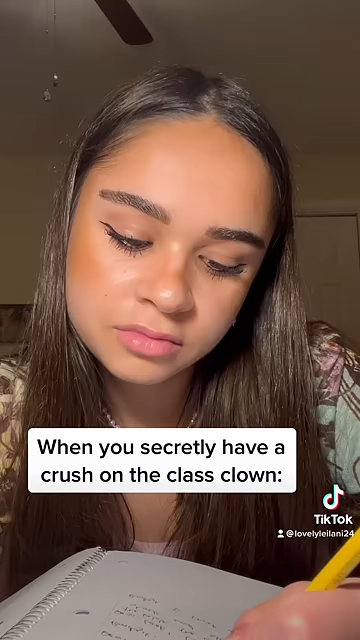 When you secretly have a
crush on the class clown:
TikTok
@lovelyleilani24